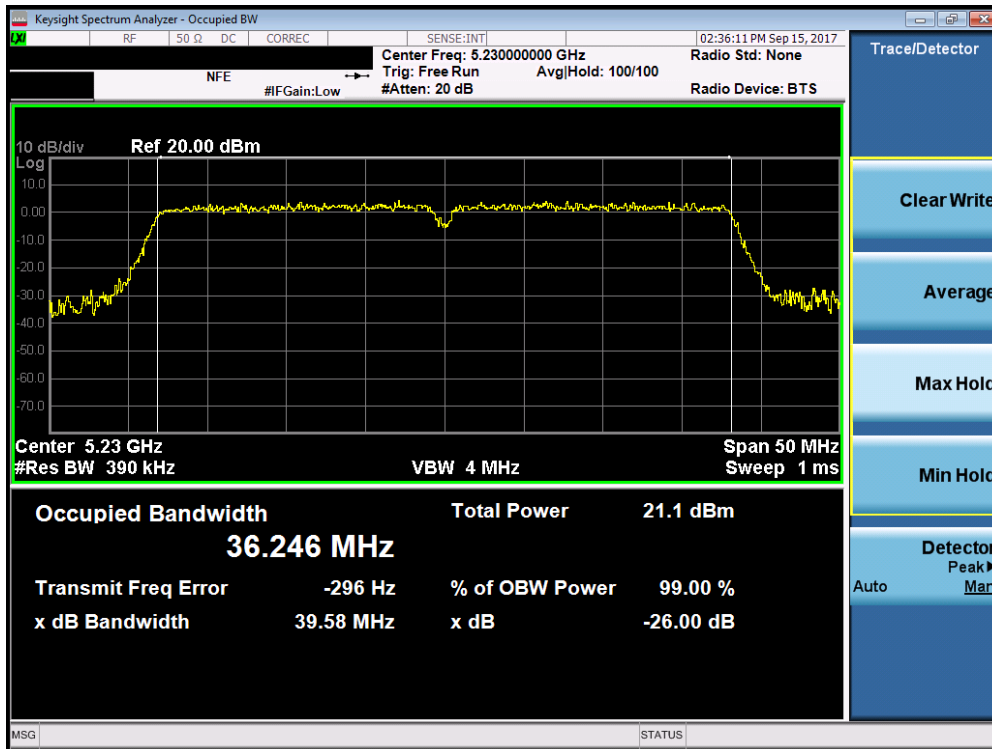 Keysight Spectrum Analyzer - Occupied BW
LXI RF 50 Ω DC CORREC SENSE:INT 02:36:11 PM Sep 15, 2017
Center Freq: 5.230000000 GHz Radio Std: None
NFE Trig: Free Run Avg|Hold: 100/100
#IFGain:Low #Atten: 20 dB Radio Device: BTS
10 dB/div Ref 20.00 dBm
Log
10.0
0.00
-10.0
-20.0
-30.0
-40.0
-50.0
-60.0
-70.0
Center 5.23 GHz Span 50 MHz
#Res BW 390 kHz VBW 4 MHz Sweep 1 ms
Occupied Bandwidth Total Power 21.1 dBm
36.246 MHz
Transmit Freq Error -296 Hz % of OBW Power 99.00 %
x dB Bandwidth 39.58 MHz x dB -26.00 dB
MSG STATUS
Trace/Detector
Clear Write
Average
Max Hold
Min Hold
Detector
Peak
Auto Man